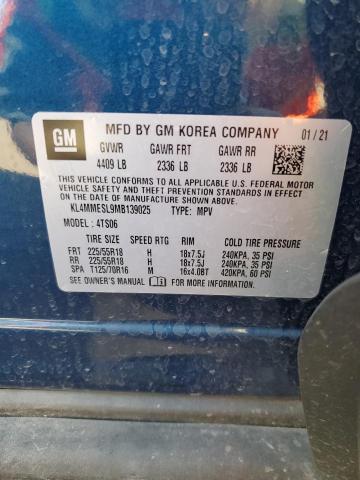 GM
MFD BY GM KOREA COMPANY 01/21
GVWR GAWR FRT GAWR RR
4409 LB 2336 LB 2336 LB
THIS VEHICLE CONFORMS TO ALL APPLICABLE U.S. FEDERAL MOTOR
VEHICLE SAFETY, BUMPER, AND THEFT PREVENTION STANDARDS IN
EFFECT ON THE DATE OF MANUFACTURE SHOWN ABOVE.
KL4MMESL9MB139025 TYPE: MPV
MODEL: 4TS06
TIRE SIZE SPEED RTG RIM COLD TIRE PRESSURE
FRT 225/55R18 H 18x7.5J 240KPA, 35 PSI
RR 225/55R18 H 18x7.5J 240KPA, 35 PSI
SPA T125/70R16 M 16x4.0BT 420KPA, 60 PSI
SEE OWNER'S MANUAL FOR MORE INFORMATION.